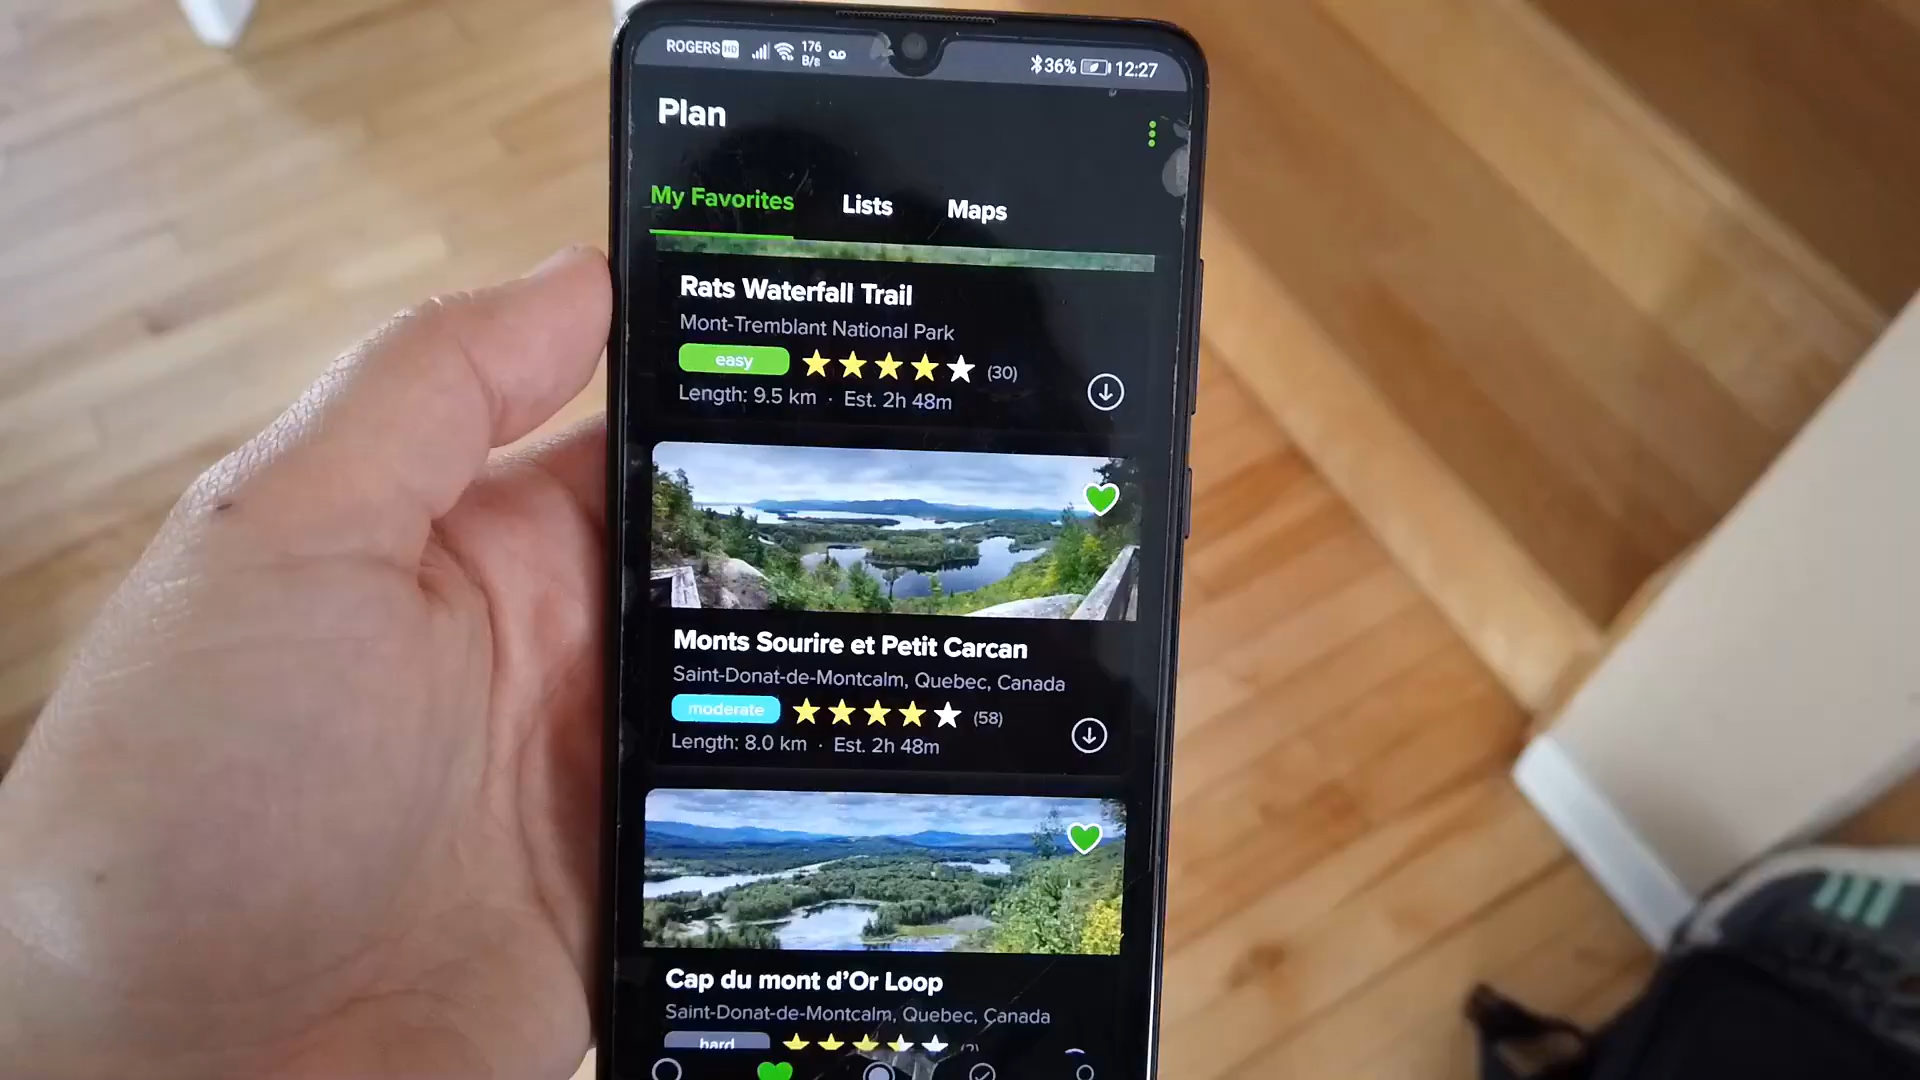 ROGERS HD 176 B/s 36% 12:27
Plan
My Favorites Lists Maps
Rats Waterfall Trail
Mont-Tremblant National Park
easy (30)
Length: 9.5 km · Est. 2h 48m
Monts Sourire et Petit Carcan
Saint-Donat-de-Montcalm, Quebec, Canada
moderate (58)
Length: 8.0 km · Est. 2h 48m
Cap du mont d’Or Loop
Saint-Donat-de-Montcalm, Quebec, Canada
hard